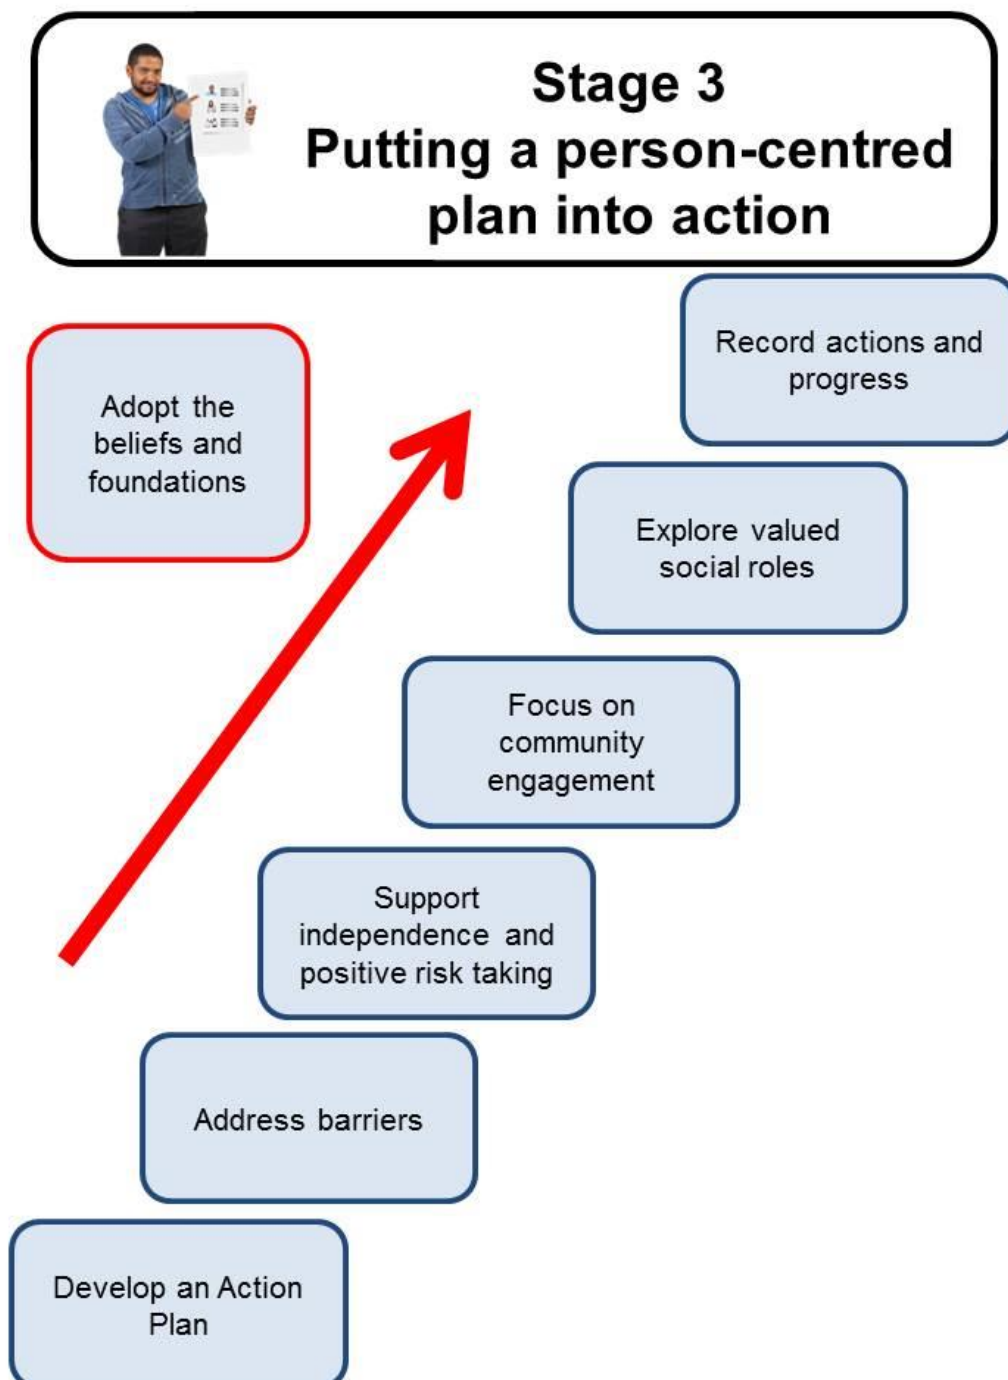 Stage 3
Putting a person-centred
plan into action
Record actions and
progress
Adopt the
beliefs and
foundations
Explore valued
social roles
Focus on
community
engagement
Support
independence and
positive risk taking
Address barriers
Develop an Action
Plan